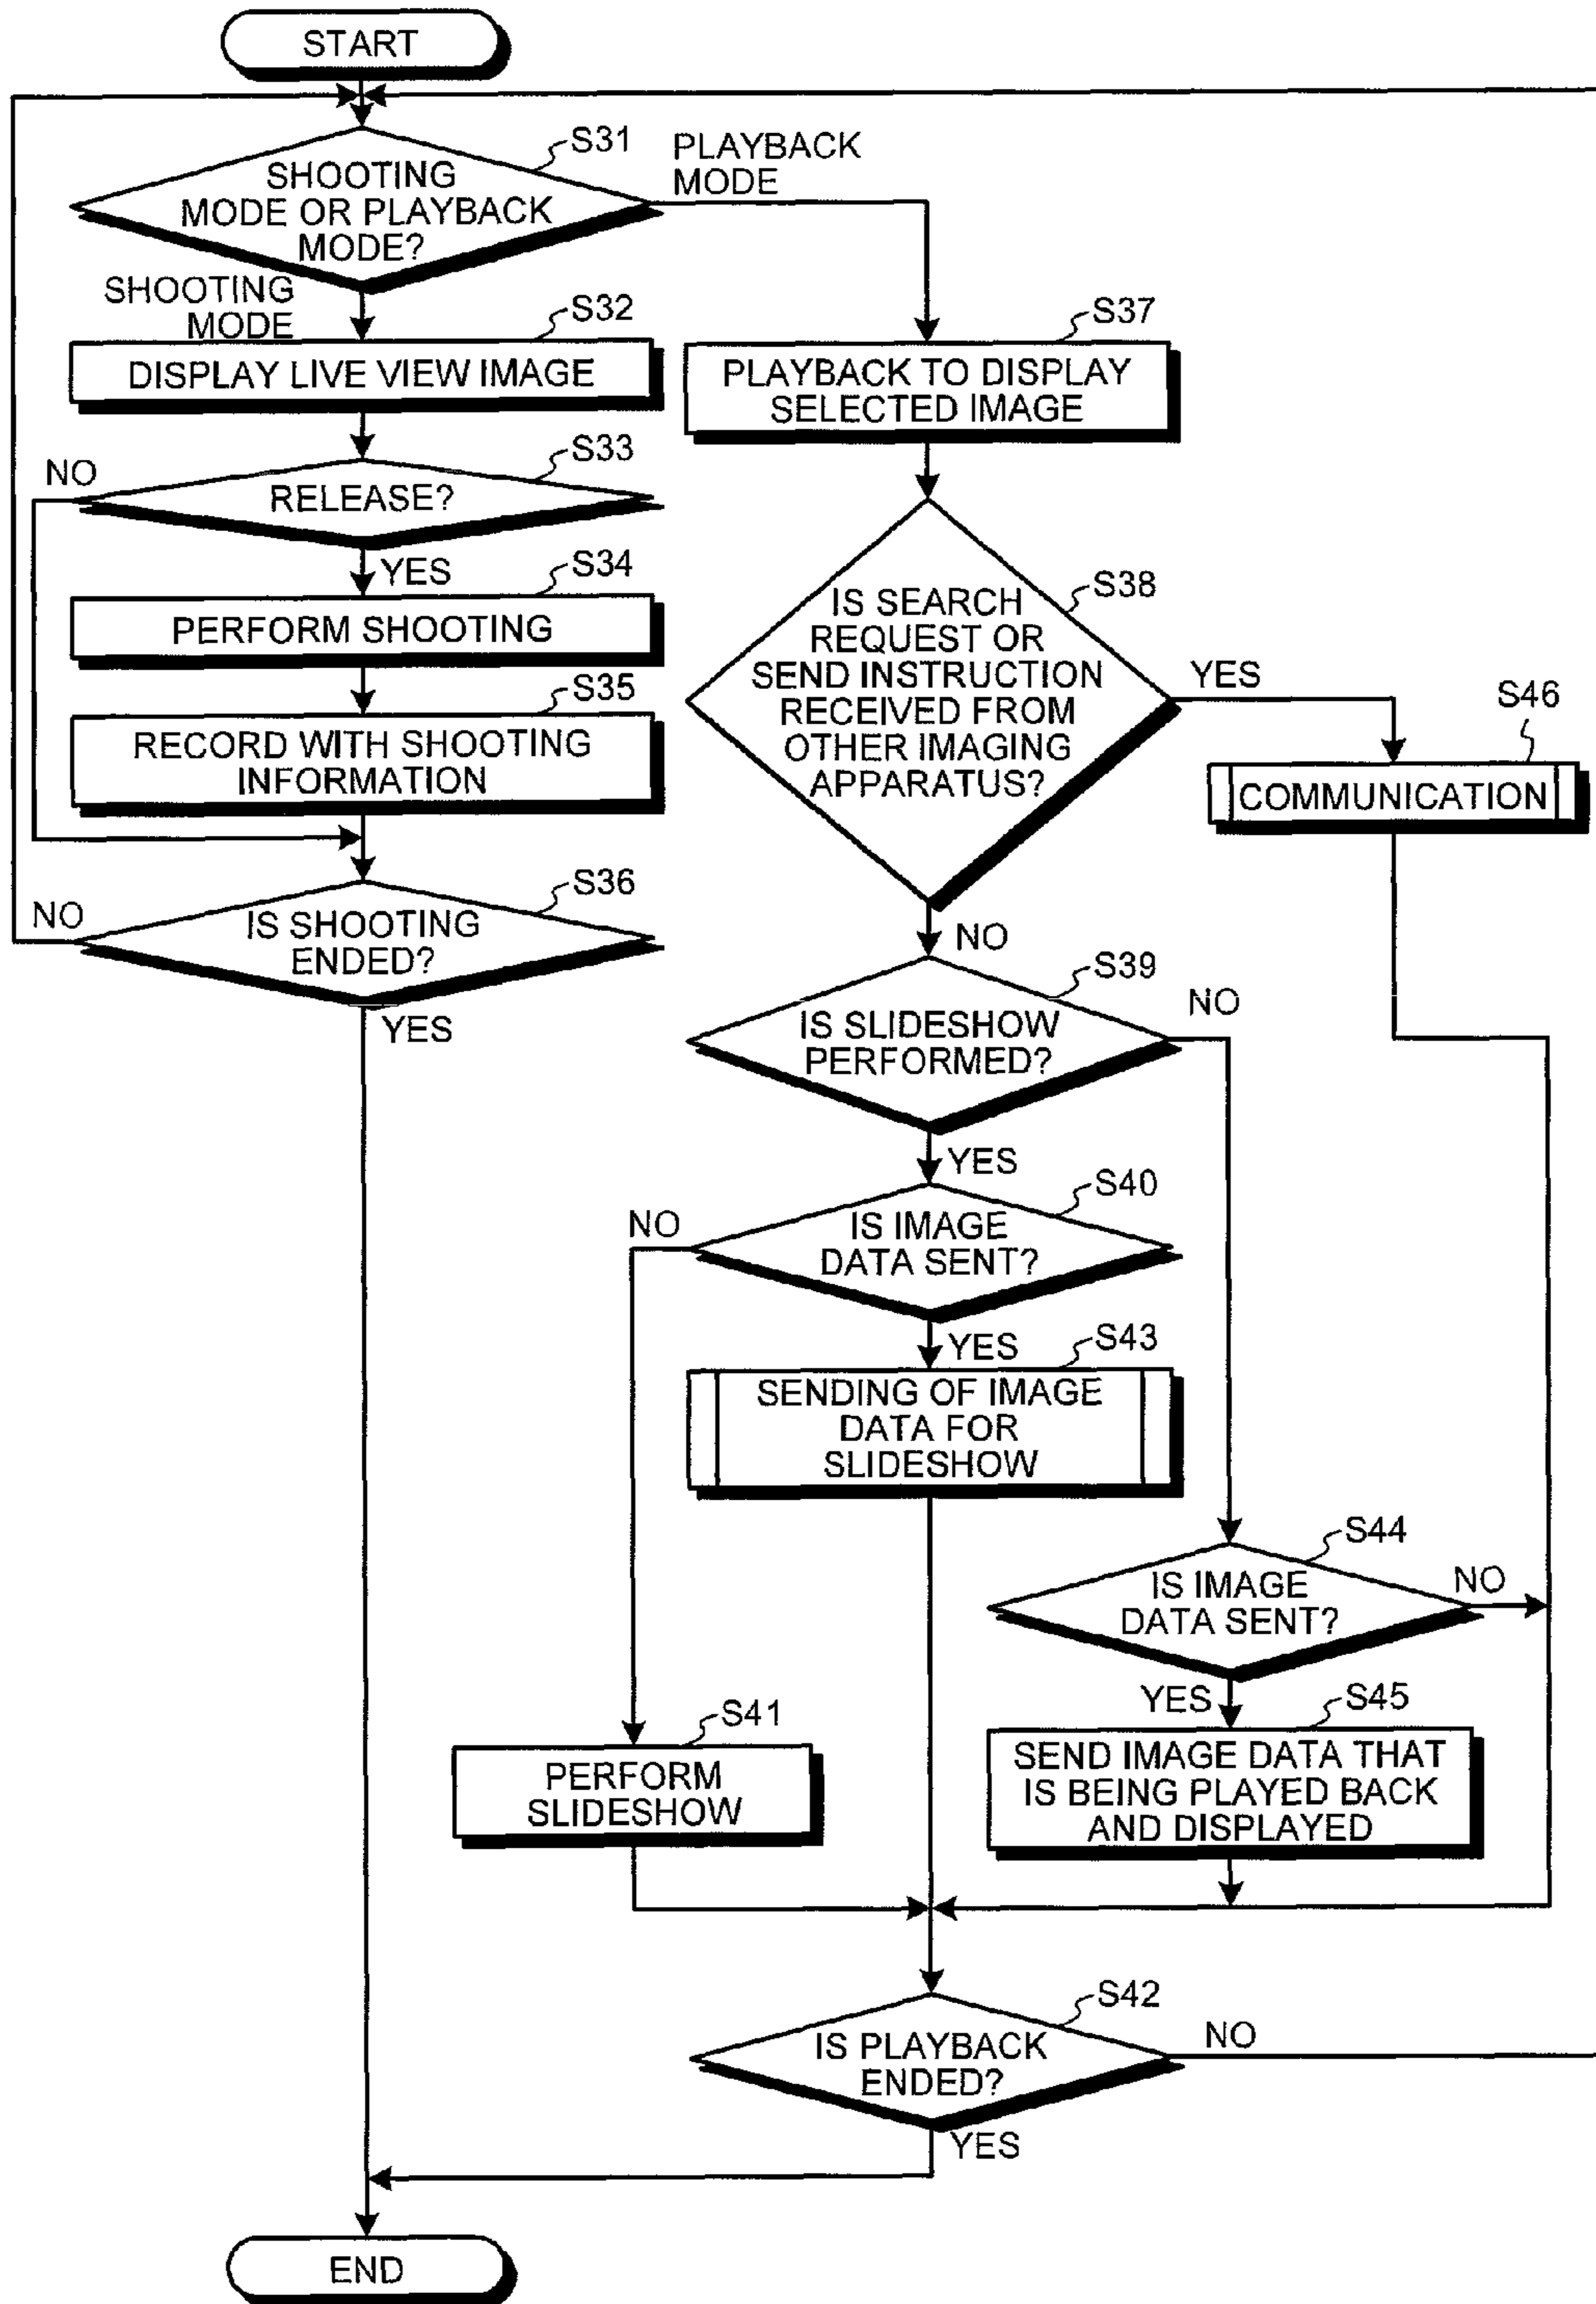 START
S31
SHOOTING
MODE OR PLAYBACK
MODE?
PLAYBACK
MODE
SHOOTING
MODE
S32
DISPLAY LIVE VIEW IMAGE
S33
NO
RELEASE?
YES
S34
PERFORM SHOOTING
S35
RECORD WITH SHOOTING
INFORMATION
S36
NO
IS SHOOTING
ENDED?
YES
S37
PLAYBACK TO DISPLAY
SELECTED IMAGE
S38
IS SEARCH
REQUEST OR
SEND INSTRUCTION
RECEIVED FROM
OTHER IMAGING
APPARATUS?
YES
S46
COMMUNICATION
NO
S39
NO
IS SLIDESHOW
PERFORMED?
YES
S40
NO
IS IMAGE
DATA SENT?
YES
S43
SENDING OF IMAGE
DATA FOR
SLIDESHOW
S44
IS IMAGE
DATA SENT?
NO
YES
S45
SEND IMAGE DATA THAT
IS BEING PLAYED BACK
AND DISPLAYED
S41
PERFORM
SLIDESHOW
S42
IS PLAYBACK
ENDED?
NO
YES
END